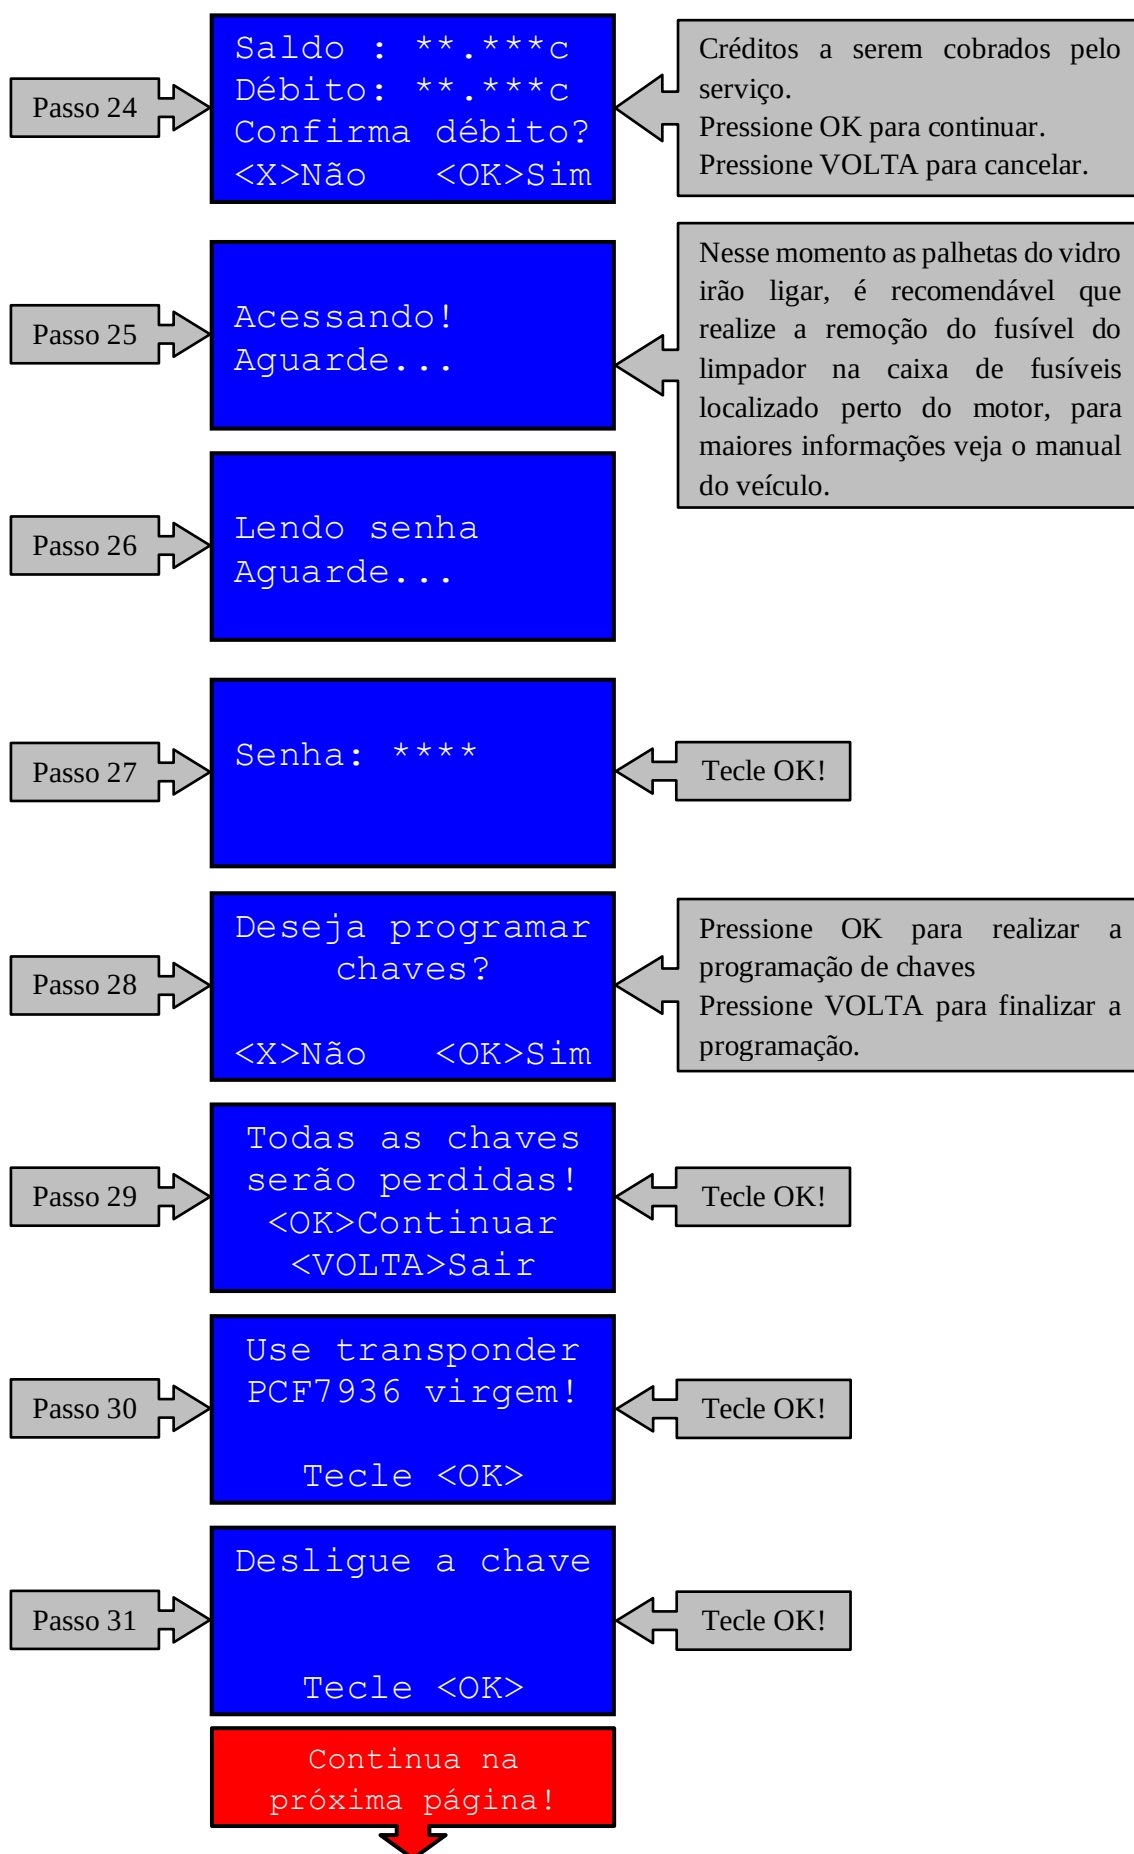 Passo 24
Saldo : **.***c
Débito: **.***c
Confirma débito?
<X>Não <OK>Sim
Créditos a serem cobrados pelo
serviço.
Pressione OK para continuar.
Pressione VOLTA para cancelar.
Passo 25
Acessando!
Aguarde...
Nesse momento as palhetas do vidro
irão ligar, é recomendável que
realize a remoção do fusível do
limpador na caixa de fusíveis
localizado perto do motor, para
maiores informações veja o manual
do veículo.
Passo 26
Lendo senha
Aguarde...
Passo 27
Senha: ****
Tecle OK!
Passo 28
Deseja programar
chaves?
<X>Não <OK>Sim
Pressione OK para realizar a
programação de chaves
Pressione VOLTA para finalizar a
programação.
Passo 29
Todas as chaves
serão perdidas!
<OK>Continuar
<VOLTA>Sair
Tecle OK!
Passo 30
Use transponder
PCF7936 virgem!
Tecle <OK>
Tecle OK!
Passo 31
Desligue a chave
Tecle <OK>
Tecle OK!
Continua na
próxima página!